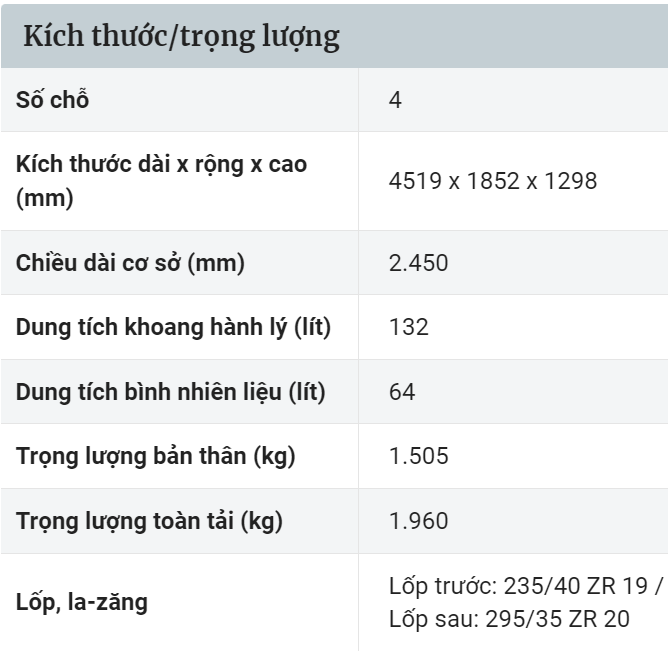 Kích thước/trọng lượng
Số chỗ
4
Kích thước dài x rộng x cao
(mm)
4519 x 1852 x 1298
Chiều dài cơ sở (mm)
2.450
Dung tích khoang hành lý (lít)
132
Dung tích bình nhiên liệu (lít)
64
Trọng lượng bản thân (kg)
1.505
Trọng lượng toàn tải (kg)
1.960
Lốp, la-zăng
Lốp trước: 235/40 ZR 19 /
Lốp sau: 295/35 ZR 20